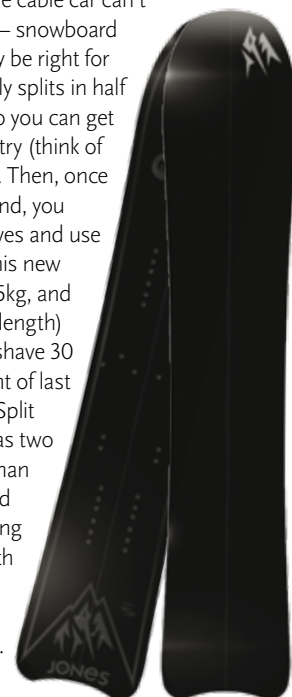 e cable car can't
– snowboard
y be right for
ly splits in half
o you can get
try (think of
. Then, once
nd, you
ves and use
his new
5kg, and
length)
shave 30
nt of last
Split
as two
nan
d
ng
th
.
JONES